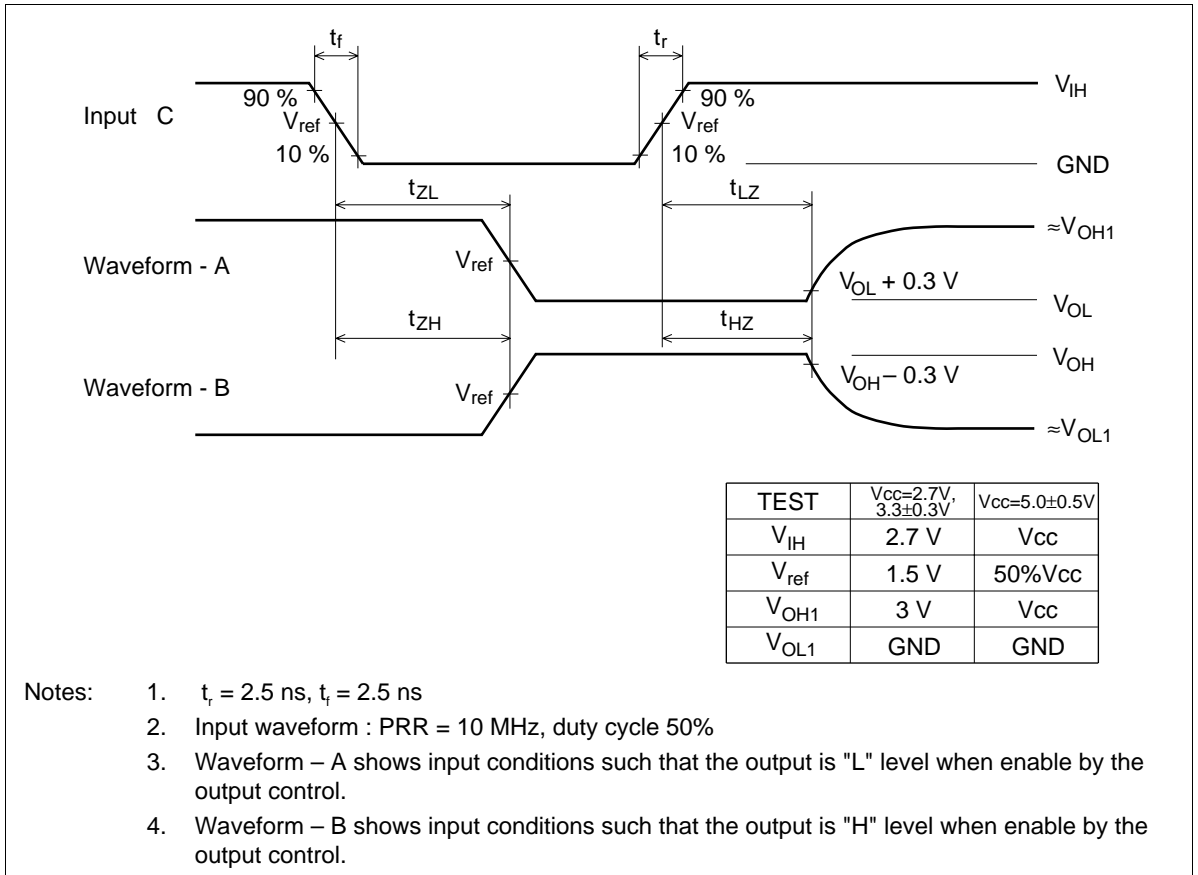 tf tr
90 % 90 % VIH
Input C Vref Vref
10 % 10 % GND
tZL tLZ
≈VOH1
Waveform - A Vref VOL + 0.3 V
VOL
tZH tHZ
VOH
Waveform - B Vref VOH – 0.3 V
≈VOL1
TEST Vcc=2.7V, 3.3±0.3V Vcc=5.0±0.5V
VIH 2.7 V Vcc
Vref 1.5 V 50%Vcc
VOH1 3 V Vcc
VOL1 GND GND
Notes: 1. tr = 2.5 ns, tf = 2.5 ns
2. Input waveform : PRR = 10 MHz, duty cycle 50%
3. Waveform – A shows input conditions such that the output is "L" level when enable by the
output control.
4. Waveform – B shows input conditions such that the output is "H" level when enable by the
output control.